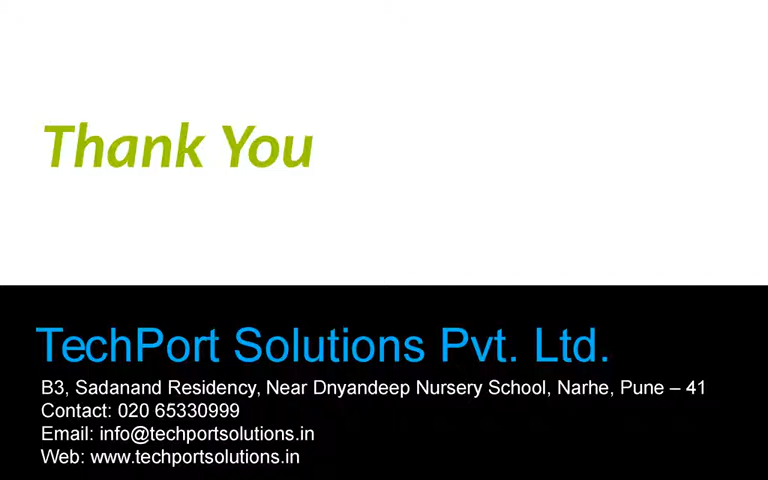 Thank You
TechPort Solutions Pvt. Ltd.
B3, Sadanand Residency, Near Dnyandeep Nursery School, Narhe, Pune – 41
Contact: 020 65330999
Email: info@techportsolutions.in
Web: www.techportsolutions.in